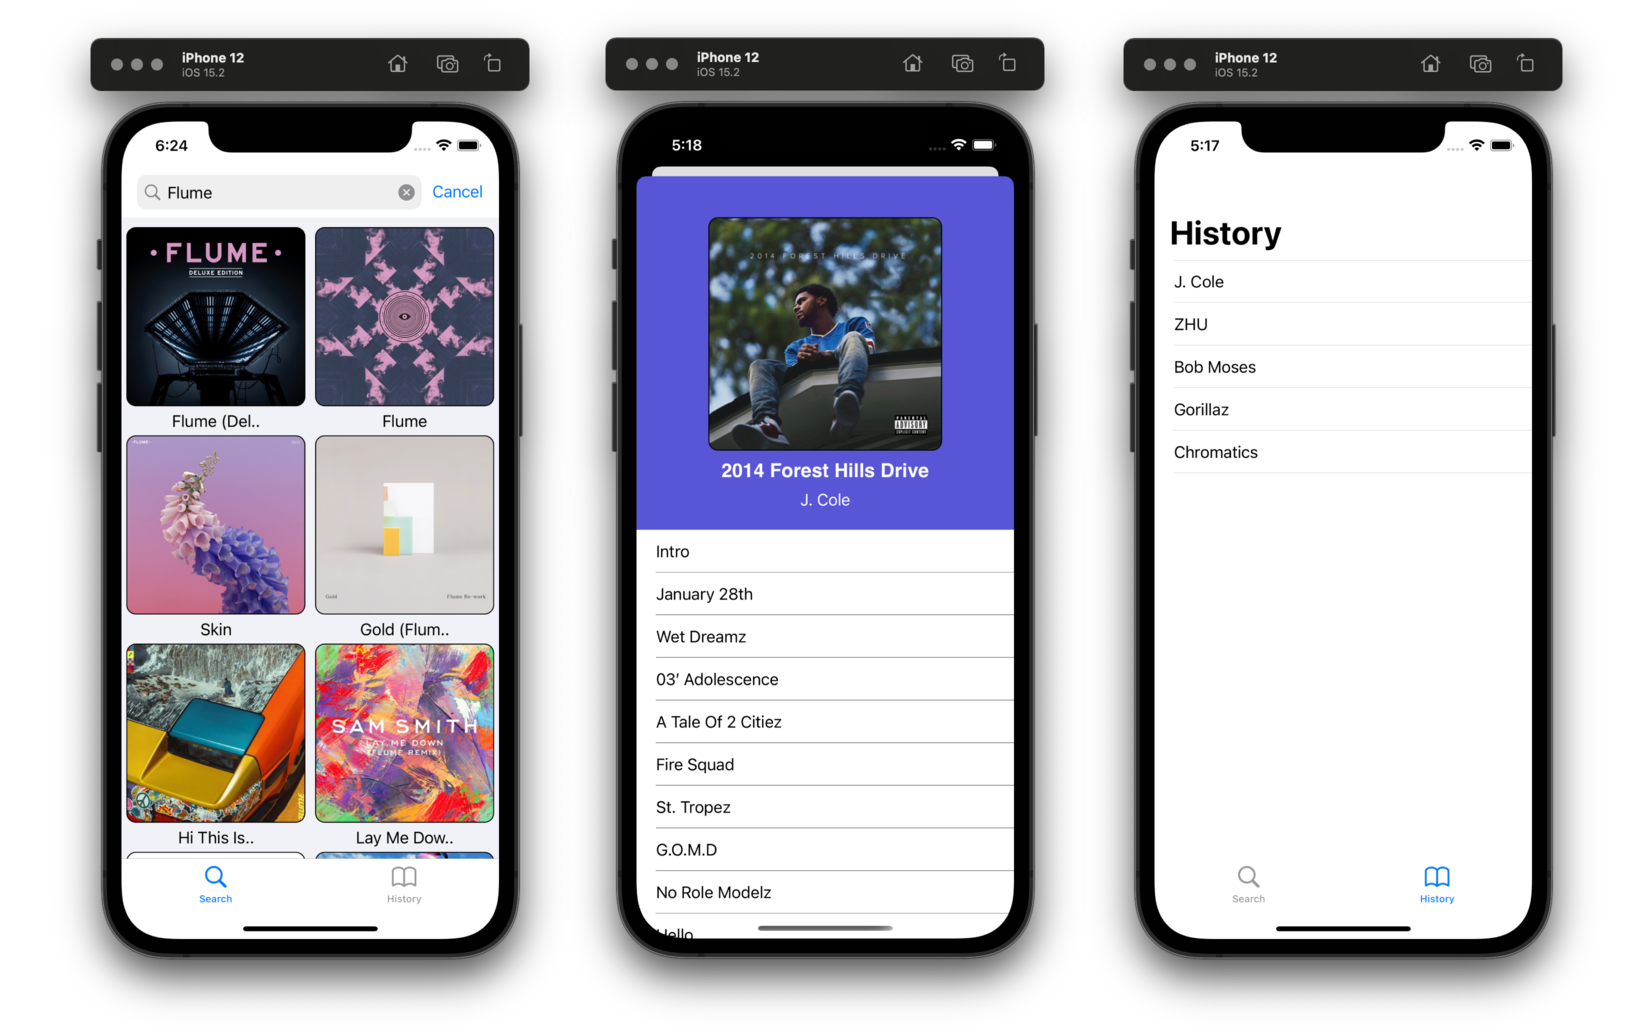 iPhone 12
iOS 15.2
6:24
Flume
Cancel
• FLUME •
DELUXE EDITION
Flume (Del..
Flume
Skin
Gold
Flume Re-work
Gold (Flum..
Hi This Is..
SAM SMITH
LAY ME DOWN
(FLUME REMIX)
Lay Me Dow..
Search
History
iPhone 12
iOS 15.2
5:18
2014 FOREST HILLS DRIVE
PARENTAL
ADVISORY
EXPLICIT CONTENT
2014 Forest Hills Drive
J. Cole
Intro
January 28th
Wet Dreamz
03' Adolescence
A Tale Of 2 Citiez
Fire Squad
St. Tropez
G.O.M.D
No Role Modelz
Hello
iPhone 12
iOS 15.2
5:17
History
J. Cole
ZHU
Bob Moses
Gorillaz
Chromatics
Search
History